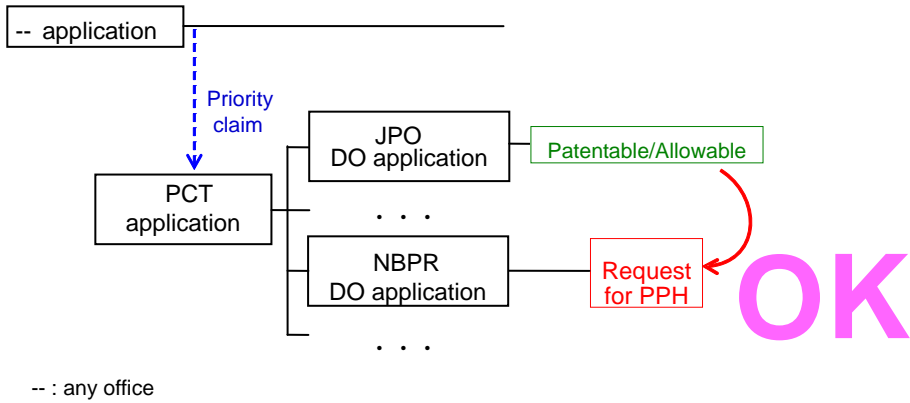 -- application
Priority
claim
JPO
DO application
Patentable/Allowable
PCT
application
. . .
NBPR
DO application
Request
for PPH
OK
. . .
-- : any office